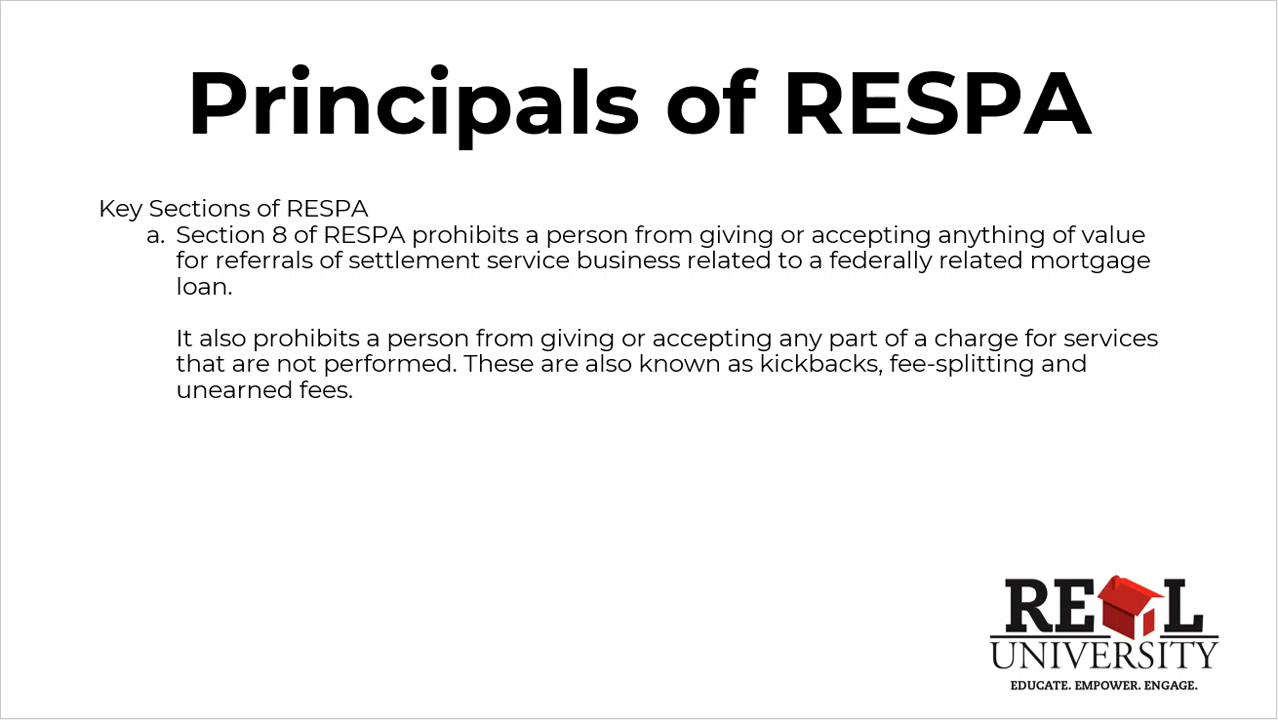 Principals of RESPA
Key Sections of RESPA
a. Section 8 of RESPA prohibits a person from giving or accepting anything of value
for referrals of settlement service business related to a federally related mortgage
loan.
It also prohibits a person from giving or accepting any part of a charge for services
that are not performed. These are also known as kickbacks, fee-splitting and
unearned fees.
REAL
UNIVERSITY
EDUCATE. EMPOWER. ENGAGE.